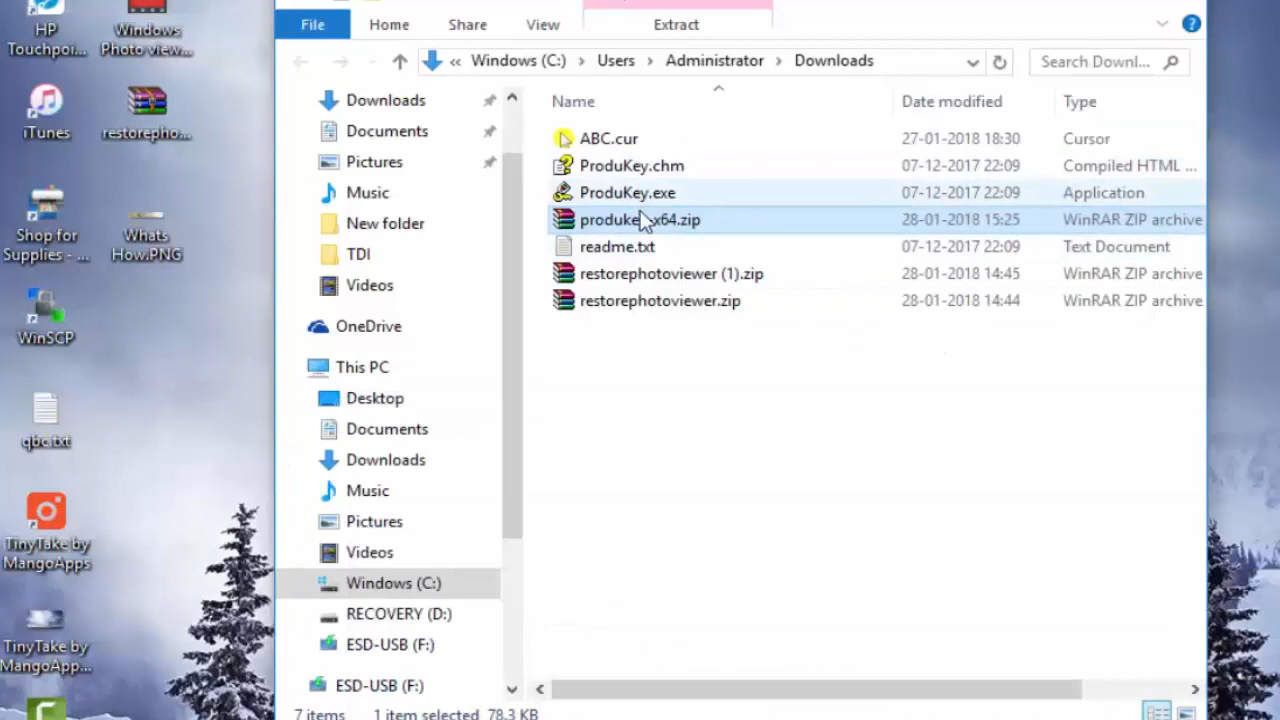 HP
Touchpoi...
Windows
Photo view...
iTunes
restorepho...
Shop for
Supplies - ...
Whats
How.PNG
WinSCP
qbc.txt
TinyTake by
MangoApps
TinyTake by
MangoApp...
File
Home
Share
View
Extract
« Windows (C:) › Users › Administrator › Downloads
Search Downl...
Downloads
Documents
Pictures
Music
New folder
TDI
Videos
OneDrive
This PC
Desktop
Documents
Downloads
Music
Pictures
Videos
Windows (C:)
RECOVERY (D:)
ESD-USB (F:)
ESD-USB (F:)
Name Date modified Type
ABC.cur 27-01-2018 18:30 Cursor
ProduKey.chm 07-12-2017 22:09 Compiled HTML ...
ProduKey.exe 07-12-2017 22:09 Application
28-01-2018 15:25 WinRAR ZIP archive
readme.txt 07-12-2017 22:09 Text Document
restorephotoviewer (1).zip 28-01-2018 14:45 WinRAR ZIP archive
restorephotoviewer.zip 28-01-2018 14:44 WinRAR ZIP archive
7 items 1 item selected 78.3 KB